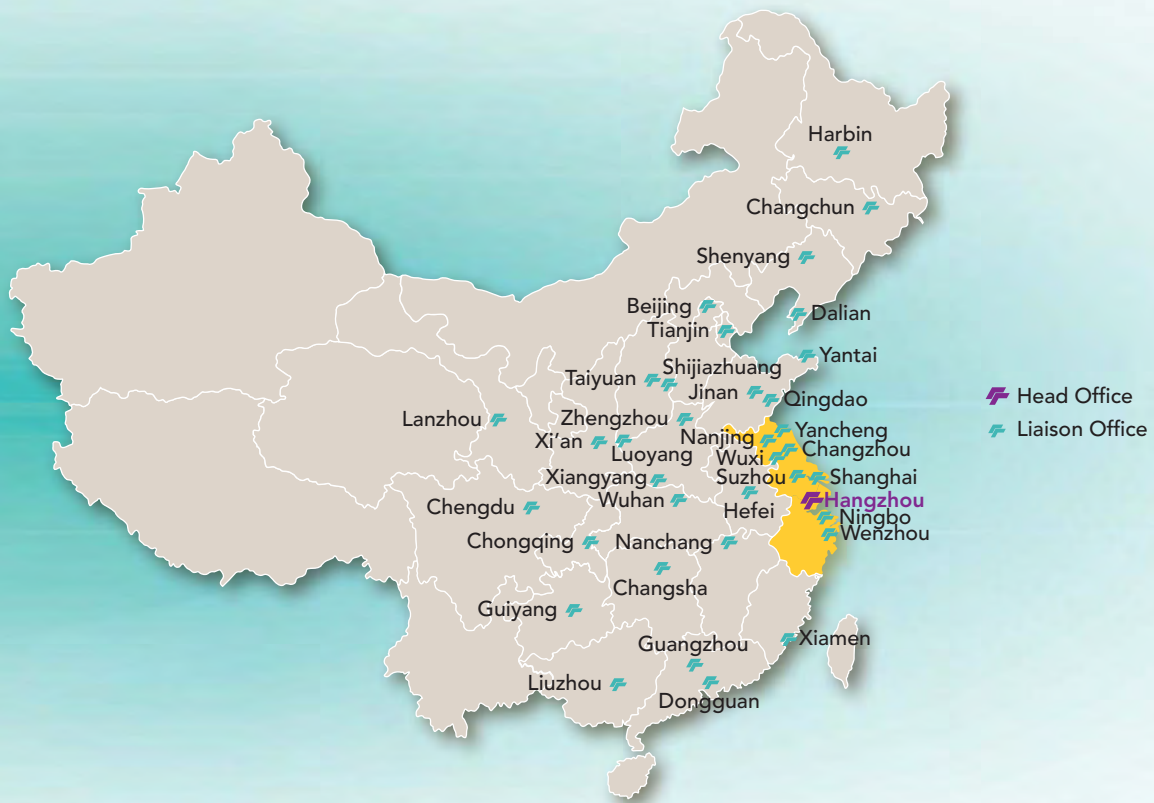 Harbin
Changchun
Shenyang
Beijing
Dalian
Tianjin
Yantai
Shijiazhuang
Taiyuan
Jinan
Qingdao
Head Office
Lanzhou
Zhengzhou
Yancheng
Liaison Office
Xi’an
Luoyang
Nanjing
Changzhou
Wuxi
Xiangyang
Suzhou
Shanghai
Wuhan
Hangzhou
Chengdu
Hefei
Ningbo
Wenzhou
Chongqing
Nanchang
Changsha
Guiyang
Xiamen
Guangzhou
Liuzhou
Dongguan